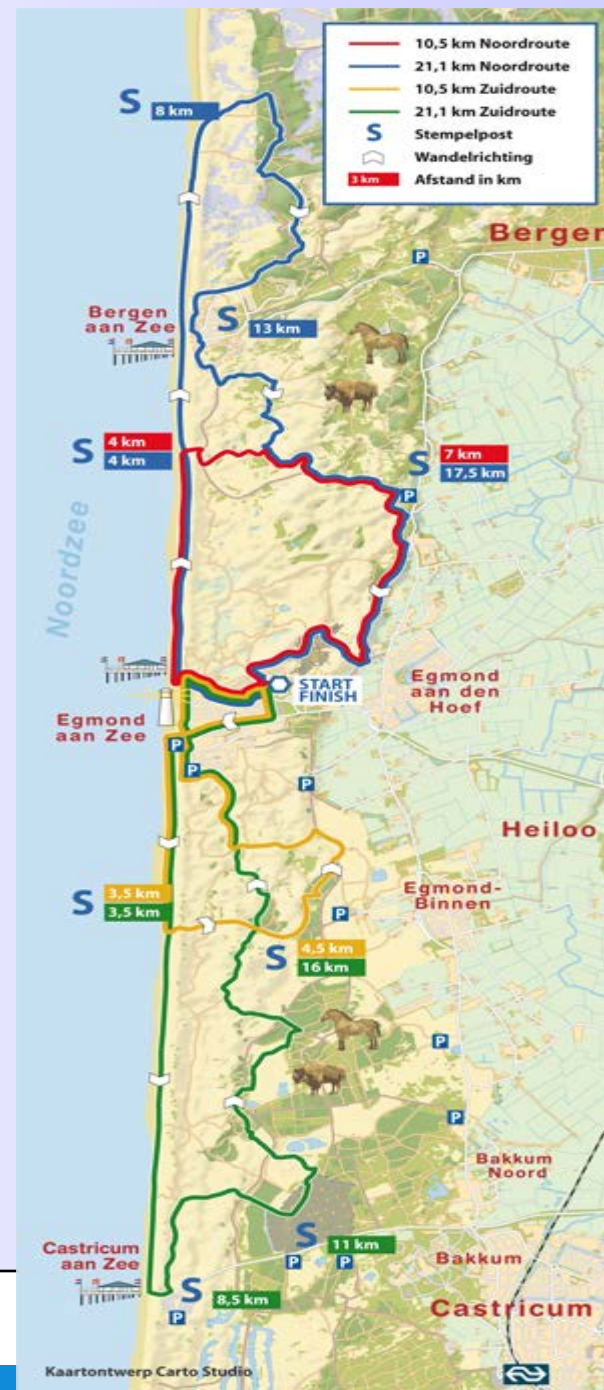 10,5 km Noordroute
21,1 km Noordroute
10,5 km Zuidroute
21,1 km Zuidroute
S Stempelpost
Wandelrichting
3 km Afstand in km
S 8 km
Bergen
P
Bergen
aan Zee
S 13 km
S 4 km
4 km
S 7 km
17,5 km
P
Noordzee
START
FINISH
Egmond
aan den
Hoef
Egmond
aan Zee
P
P
P
Heiloo
S 3,5 km
3,5 km
Egmond-
Binnen
P
S 4,5 km
16 km
P
P
Bakkum
Noord
S 11 km
P
P
Castricum
aan Zee
Bakkum
S 8,5 km
P
Castricum
Kaartontwerp Carto Studio